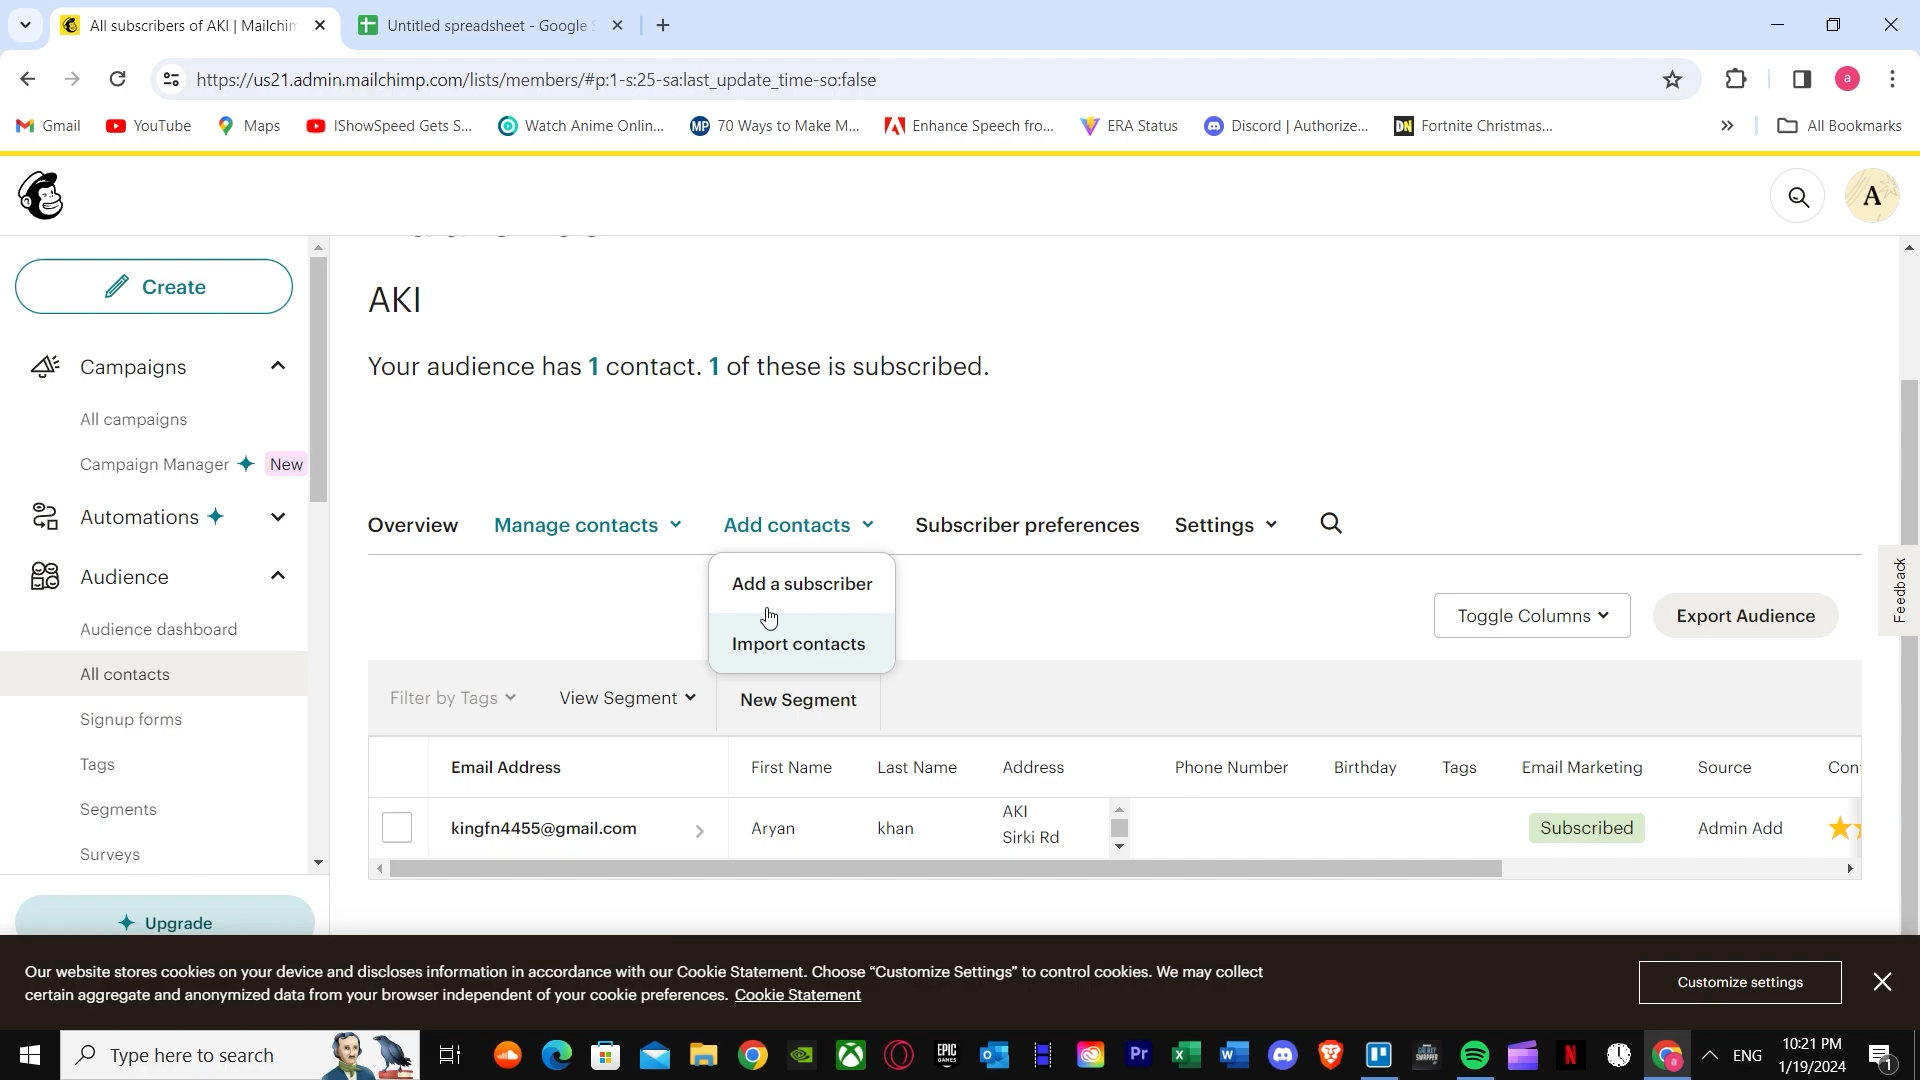 All subscribers of AKI | Mailchim
Untitled spreadsheet - Google S
https://us21.admin.mailchimp.com/lists/members/#p:1-s:25-sa:last_update_time-so:false
a
Gmail
YouTube
Maps
IShowSpeed Gets S...
Watch Anime Onlin...
MP 70 Ways to Make M...
Enhance Speech fro...
ERA Status
Discord | Authorize...
DN Fortnite Christmas...
All Bookmarks
A
Create
Campaigns
All campaigns
Campaign Manager New
Automations
Audience
Audience dashboard
All contacts
Signup forms
Tags
Segments
Surveys
Upgrade
AKI
Your audience has 1 contact. 1 of these is subscribed.
Overview Manage contacts Add contacts Subscriber preferences Settings
Add a subscriber
Import contacts
Toggle Columns Export Audience
Feedback
Filter by Tags View Segment New Segment
Email Address First Name Last Name Address Phone Number Birthday Tags Email Marketing Source Con
kingfn4455@gmail.com Aryan khan AKI
Sirki Rd
Subscribed Admin Add
Our website stores cookies on your device and discloses information in accordance with our Cookie Statement. Choose "Customize Settings" to control cookies. We may collect
certain aggregate and anonymized data from your browser independent of your cookie preferences. Cookie Statement
Customize settings
Type here to search
EPIC GAMES
Pr
ENG
10:21 PM
1/19/2024
1